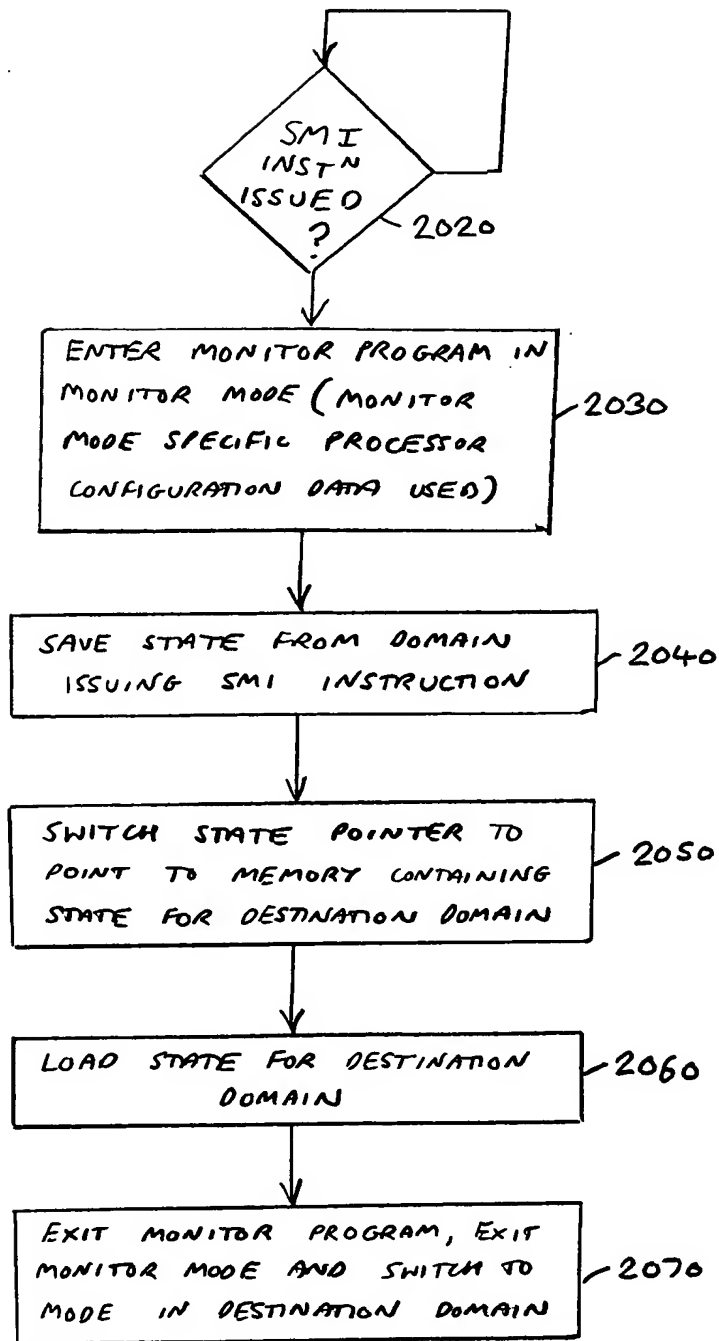 SMI
INSTN
ISSUED
?
2020
ENTER MONITOR PROGRAM IN
MONITOR MODE (MONITOR
MODE SPECIFIC PROCESSOR
CONFIGURATION DATA USED)
2030
SAVE STATE FROM DOMAIN
ISSUING SMI INSTRUCTION
2040
SWITCH STATE POINTER TO
POINT TO MEMORY CONTAINING
STATE FOR DESTINATION DOMAIN
2050
LOAD STATE FOR DESTINATION
DOMAIN
2060
EXIT MONITOR PROGRAM, EXIT
MONITOR MODE AND SWITCH TO
MODE IN DESTINATION DOMAIN
2070